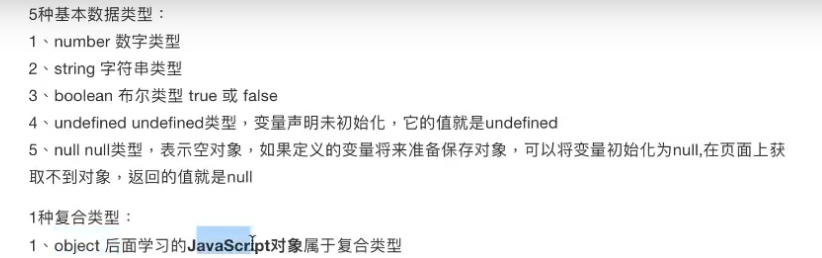 5种基本数据类型：
1、number 数字类型
2、string 字符串类型
3、boolean 布尔类型 true 或 false
4、undefined undefined类型，变量声明未初始化，它的值就是undefined
5、null null类型，表示空对象，如果定义的变量将来准备保存对象，可以将变量初始化为null,在页面上获
取不到对象，返回的值就是null
1种复合类型：
1、object 后面学习的JavaScript对象属于复合类型